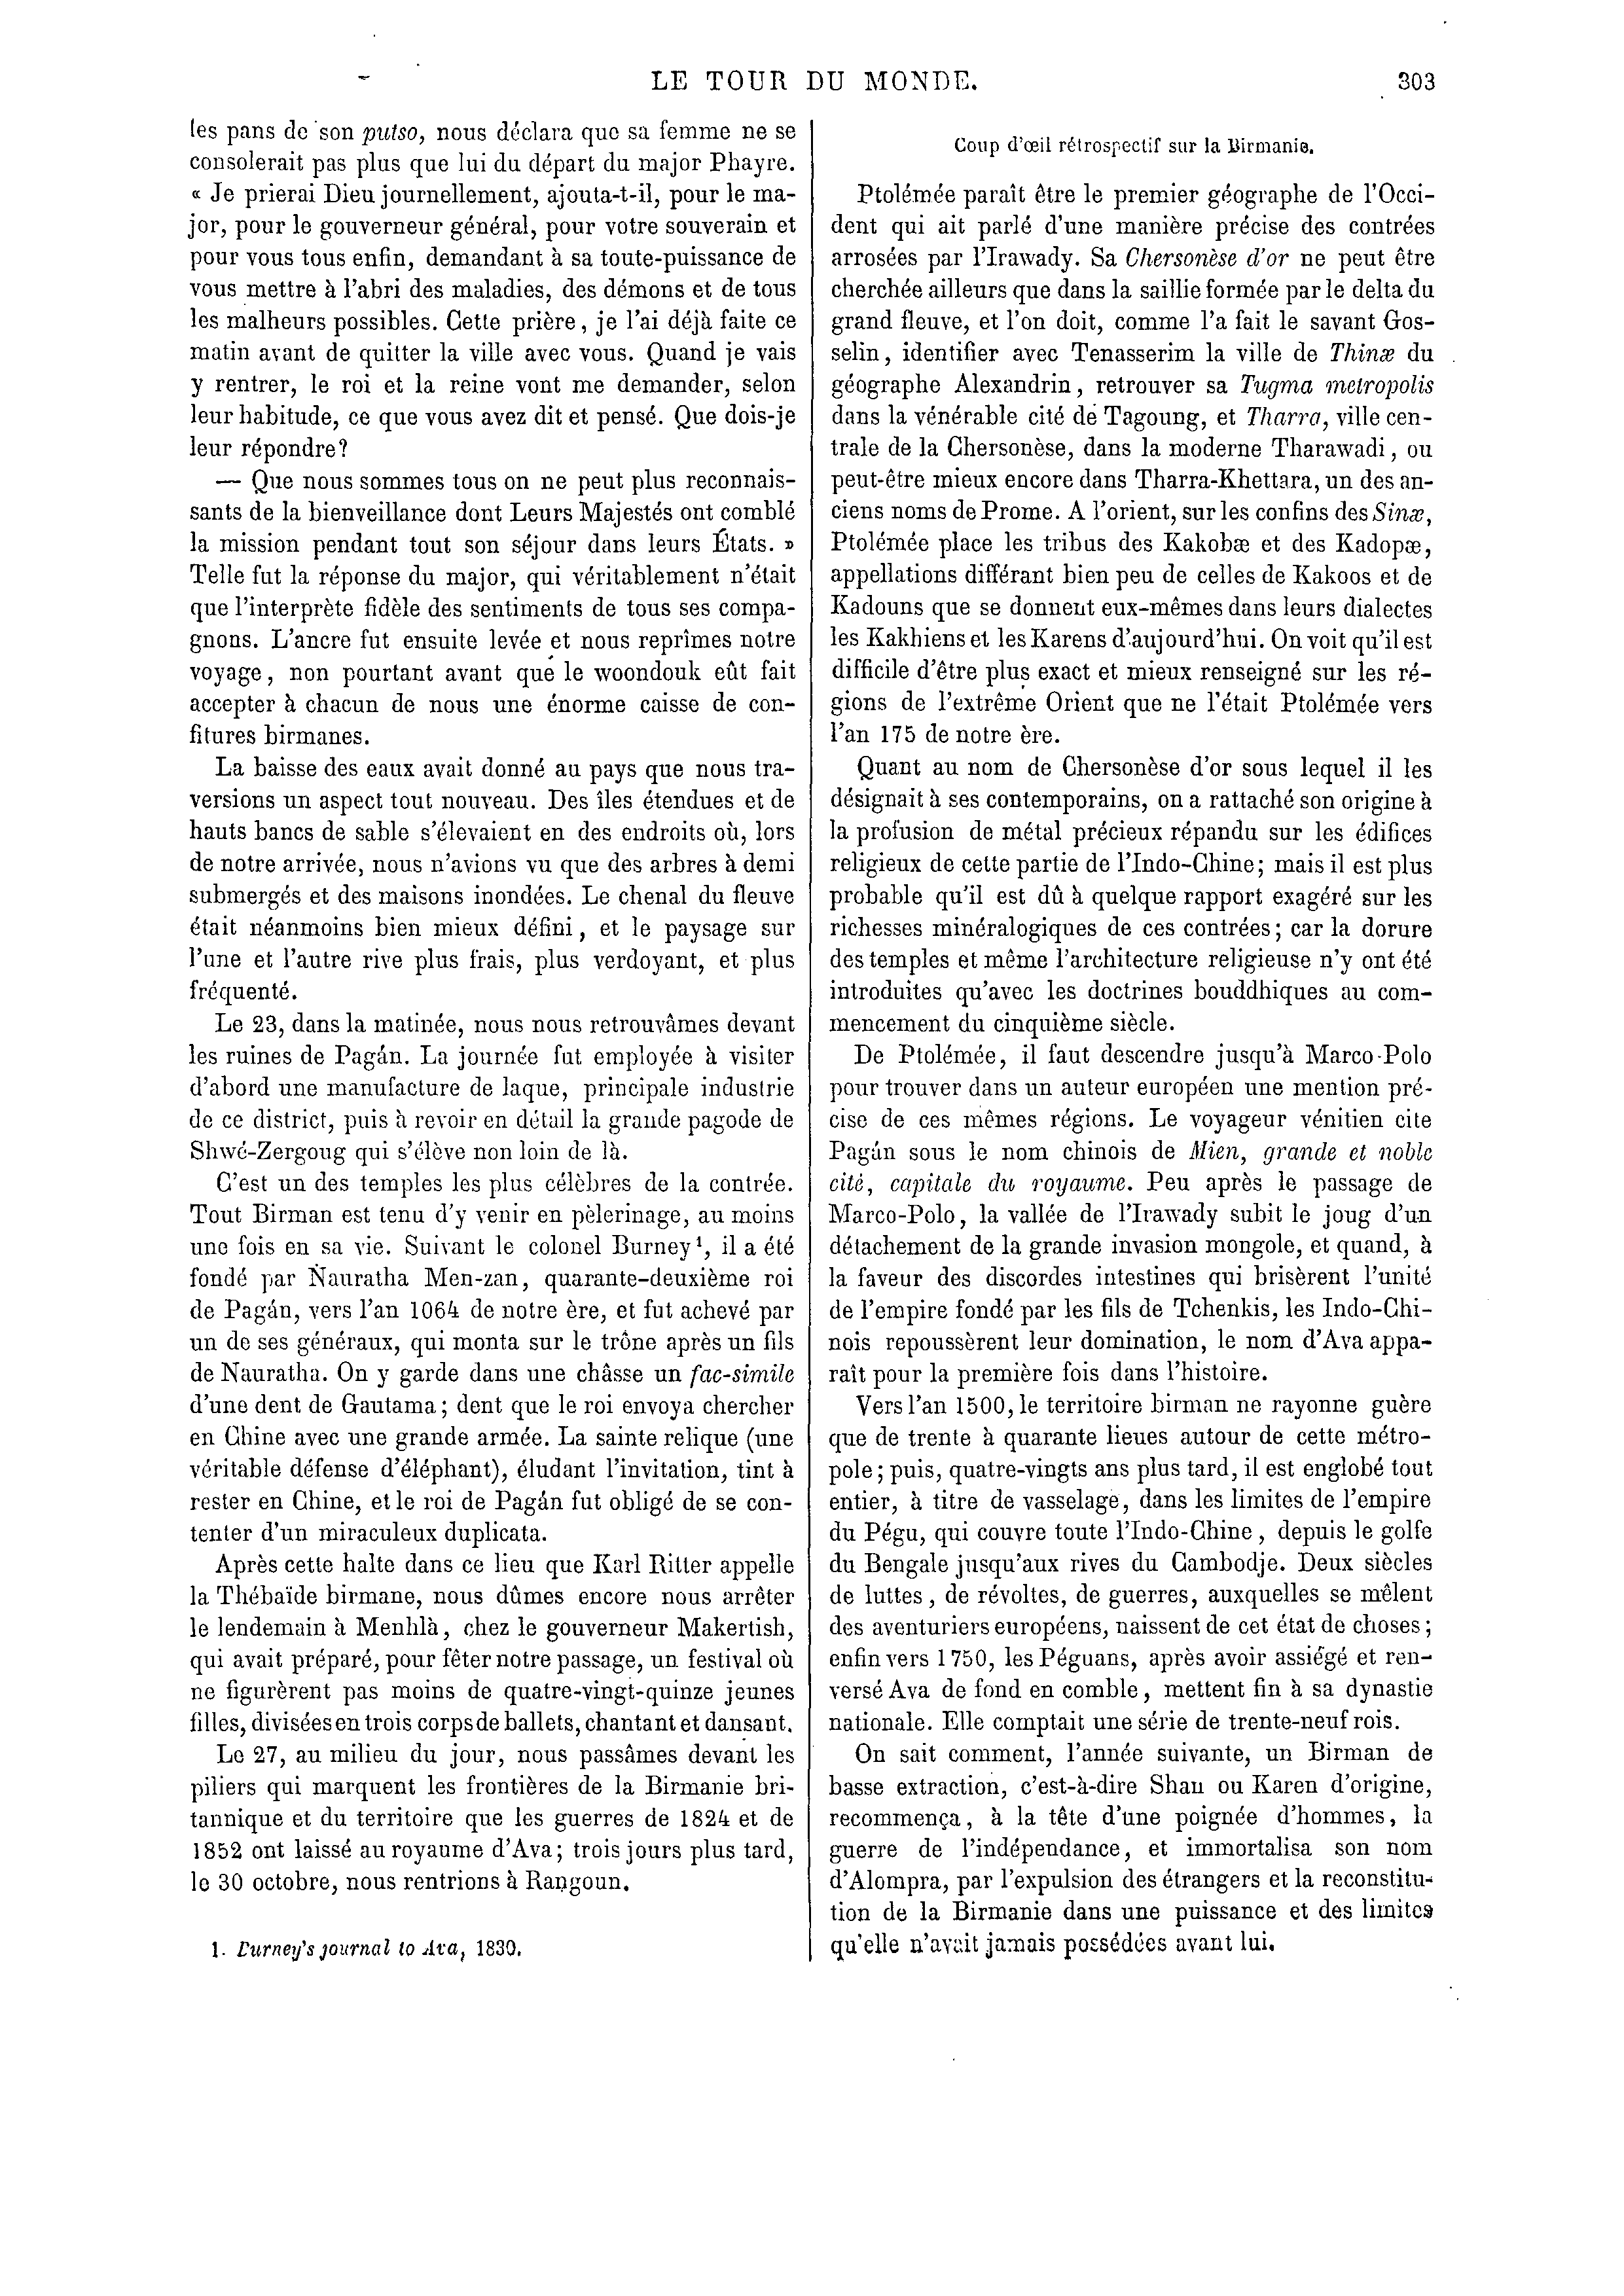 LE TOUR DU MONDE.
303
les pans de son putso, nous déclara que sa femme ne se
consolerait pas plus que lui du départ du major Phayre.
« Je prierai Dieu journellement, ajouta-t-il, pour le ma-
jor, pour le gouverneur général, pour votre souverain et
pour vous tous enfin, demandant à sa toute-puissance de
vous mettre à l'abri des maladies, des démons et de tous
les malheurs possibles. Cette prière, je l'ai déjà faite ce
matin avant de quitter la ville avec vous. Quand je vais
y rentrer, le roi et la reine vont me demander, selon
leur habitude, ce que vous avez dit et pensé. Que dois-je
leur répondre?
— Que nous sommes tous on ne peut plus reconnais-
sants de la bienveillance dont Leurs Majestés ont comblé
la mission pendant tout son séjour dans leurs États. »
Telle fut la réponse du major, qui véritablement n'était
que l'interprète fidèle des sentiments de tous ses compa-
gnons. L'ancre fut ensuite levée et nous reprîmes notre
voyage, non pourtant avant que le woondouk eût fait
accepter à chacun de nous une énorme caisse de con-
fitures birmanes.
La baisse des eaux avait donné au pays que nous tra-
versions un aspect tout nouveau. Des îles étendues et de
hauts bancs de sable s'élevaient en des endroits où, lors
de notre arrivée, nous n'avions vu que des arbres à demi
submergés et des maisons inondées. Le chenal du fleuve
était néanmoins bien mieux défini, et le paysage sur
l'une et l'autre rive plus frais, plus verdoyant, et plus
fréquenté.
Le 23, dans la matinée, nous nous retrouvâmes devant
les ruines de Pagán. La journée fut employée à visiter
d'abord une manufacture de laque, principale industrie
de ce district, puis à revoir en détail la grande pagode de
Shwé-Zergoug qui s'élève non loin de là.
C'est un des temples les plus célèbres de la contrée.
Tout Birman est tenu d'y venir en pèlerinage, au moins
une fois en sa vie. Suivant le colonel Burney¹, il a été
fondé par Nauratha Men-zan, quarante-deuxième roi
de Pagán, vers l'an 1064 de notre ère, et fut achevé par
un de ses généraux, qui monta sur le trône après un fils
de Nauratha. On y garde dans une châsse un fac-simile
d'une dent de Gautama; dent que le roi envoya chercher
en Chine avec une grande armée. La sainte relique (une
véritable défense d'éléphant), éludant l'invitation, tint à
rester en Chine, et le roi de Pagán fut obligé de se con-
tenter d'un miraculeux duplicata.
Après cette halte dans ce lieu que Karl Ritter appelle
la Thébaïde birmane, nous dûmes encore nous arrêter
le lendemain à Menhlà, chez le gouverneur Makertish,
qui avait préparé, pour fêter notre passage, un festival où
ne figurèrent pas moins de quatre-vingt-quinze jeunes
filles, divisées en trois corps de ballets, chantant et dansant.
Le 27, au milieu du jour, nous passâmes devant les
piliers qui marquent les frontières de la Birmanie bri-
tannique et du territoire que les guerres de 1824 et de
1852 ont laissé au royaume d'Ava; trois jours plus tard,
le 30 octobre, nous rentrions à Rangoun.
1. Burney's journal to Ava, 1830.
Coup d'œil rétrospectif sur la Birmanie.
Ptolémée paraît être le premier géographe de l'Occi-
dent qui ait parlé d'une manière précise des contrées
arrosées par l'Irawady. Sa Chersonèse d'or ne peut être
cherchée ailleurs que dans la saillie formée par le delta du
grand fleuve, et l'on doit, comme l'a fait le savant Gos-
selin, identifier avec Tenasserim la ville de Thinæ du
géographe Alexandrin, retrouver sa Tugma metropolis
dans la vénérable cité de Tagoung, et Tharra, ville cen-
trale de la Chersonèse, dans la moderne Tharawadi, ou
peut-être mieux encore dans Tharra-Khettara, un des an-
ciens noms de Prome. A l'orient, sur les confins des Sinæ,
Ptolémée place les tribus des Kakobæ et des Kadopæ,
appellations différant bien peu de celles de Kakoos et de
Kadouns que se donnent eux-mêmes dans leurs dialectes
les Kakhiens et les Karens d'aujourd'hui. On voit qu'il est
difficile d'être plus exact et mieux renseigné sur les ré-
gions de l'extrême Orient que ne l'était Ptolémée vers
l'an 175 de notre ère.
Quant au nom de Chersonèse d'or sous lequel il les
désignait à ses contemporains, on a rattaché son origine à
la profusion de métal précieux répandu sur les édifices
religieux de cette partie de l'Indo-Chine; mais il est plus
probable qu'il est dû à quelque rapport exagéré sur les
richesses minéralogiques de ces contrées; car la dorure
des temples et même l'architecture religieuse n'y ont été
introduites qu'avec les doctrines bouddhiques au com-
mencement du cinquième siècle.
De Ptolémée, il faut descendre jusqu'à Marco-Polo
pour trouver dans un auteur européen une mention pré-
cise de ces mêmes régions. Le voyageur vénitien cite
Pagán sous le nom chinois de Mien, grande et noble
cité, capitale du royaume. Peu après le passage de
Marco-Polo, la vallée de l'Irawady subit le joug d'un
détachement de la grande invasion mongole, et quand, à
la faveur des discordes intestines qui brisèrent l'unité
de l'empire fondé par les fils de Tchenkis, les Indo-Chi-
nois repoussèrent leur domination, le nom d'Ava appa-
raît pour la première fois dans l'histoire.
Vers l'an 1500, le territoire birman ne rayonne guère
que de trente à quarante lieues autour de cette métro-
pole; puis, quatre-vingts ans plus tard, il est englobé tout
entier, à titre de vasselage, dans les limites de l'empire
du Pégu, qui couvre toute l'Indo-Chine, depuis le golfe
du Bengale jusqu'aux rives du Cambodje. Deux siècles
de luttes, de révoltes, de guerres, auxquelles se mêlent
des aventuriers européens, naissent de cet état de choses;
enfin vers 1750, les Péguans, après avoir assiégé et ren-
versé Ava de fond en comble, mettent fin à sa dynastie
nationale. Elle comptait une série de trente-neuf rois.
On sait comment, l'année suivante, un Birman de
basse extraction, c'est-à-dire Shan ou Karen d'origine,
recommença, à la tête d'une poignée d'hommes, la
guerre de l'indépendance, et immortalisa son nom
d'Alompra, par l'expulsion des étrangers et la reconstitu-
tion de la Birmanie dans une puissance et des limites
qu'elle n'avait jamais possédées avant lui.